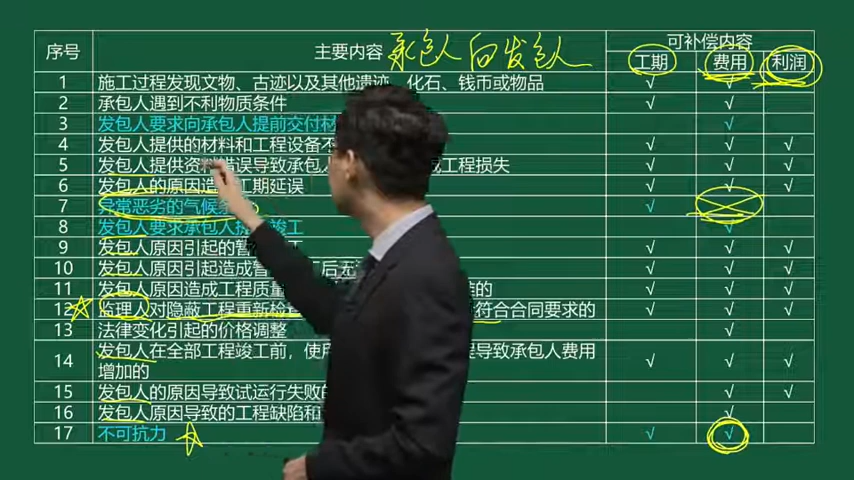 承包人向发包人
序号 主要内容 可补偿内容
工期 费用 利润
1 施工过程发现文物、古迹以及其他遗迹、化石、钱币或物品 √ √
2 承包人遇到不利物质条件 √ √
3 发包人要求向承包人提前交付材 √
4 发包人提供的材料和工程设备不 √ √ √
5 发包人提供资料错误导致承包人 工程损失 √ √ √
6 发包人的原因造 工期延误 √ √ √
7 异常恶劣的气候条 √
8 发包人要求承包人提 竣工 √
9 发包人原因引起的暂 工 √ √ √
10 发包人原因引起造成暂 工后无 √ √ √
11 发包人原因造成工程质量 的 √ √ √
12 监理人对隐蔽工程重新检 符合合同要求的 √ √ √
13 法律变化引起的价格调整 √
14 发包人在全部工程竣工前，使 程导致承包人费用 √ √ √
增加的
15 发包人的原因导致试运行失败的 √ √
16 发包人原因导致的工程缺陷和 √
17 不可抗力 √ √